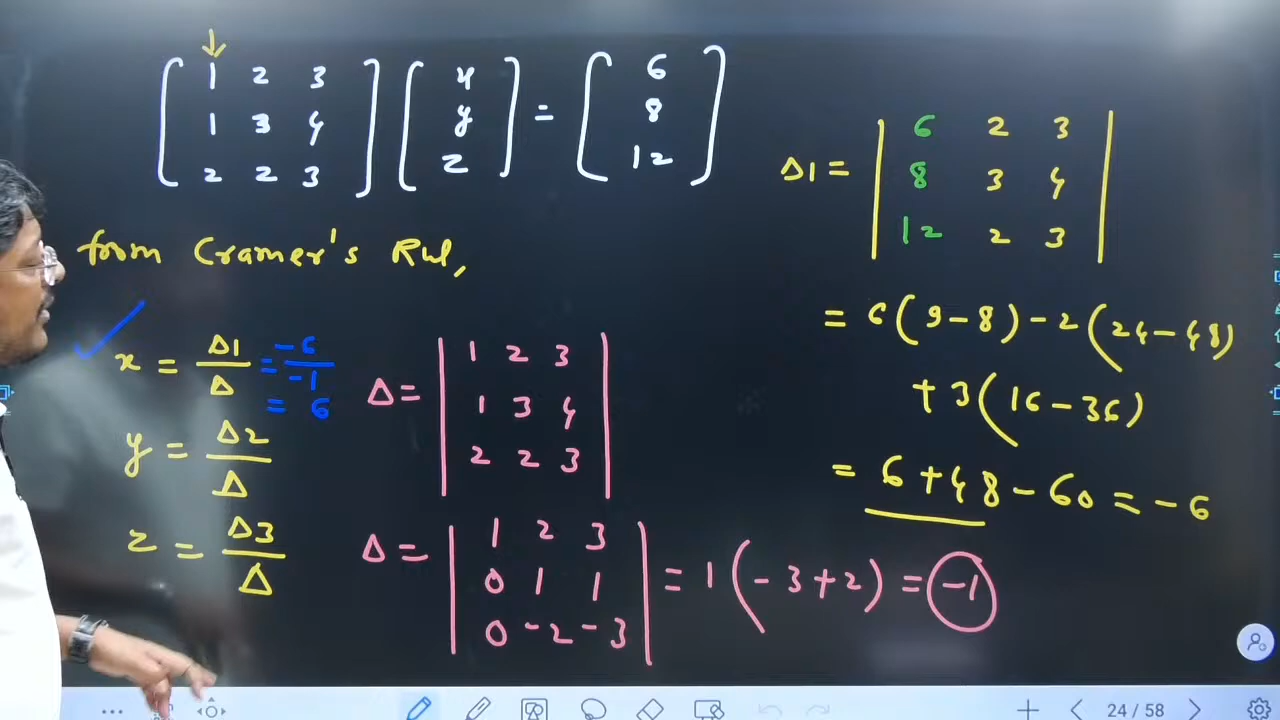 [1 2 3] [x] = [6]
[1 3 4] [y] [8]
[2 2 3] [z] [12]
from Cramer's Rul,
x = Δ1/Δ = -6/-1
= 6
y = Δ2/Δ
z = Δ3/Δ
Δ = |1 2 3|
|1 3 4|
|2 2 3|
Δ = |1 2 3|
|0 1 1| = 1(-3+2) = -1
|0 -2 -3|
Δ1 = |6 2 3|
|8 3 4|
|12 2 3|
= 6(9-8) -2(24-48)
+3(16-36)
= 6+48-60 = -6
24/58